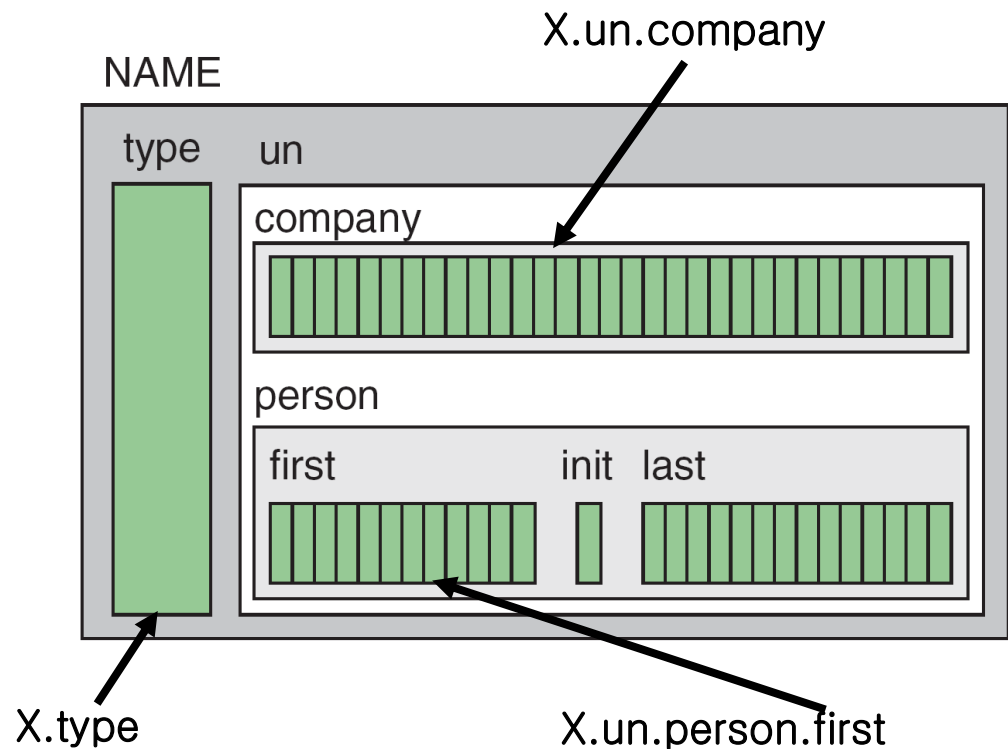 X.un.company
NAME
type
un
company
person
first
init
last
X.type
X.un.person.first